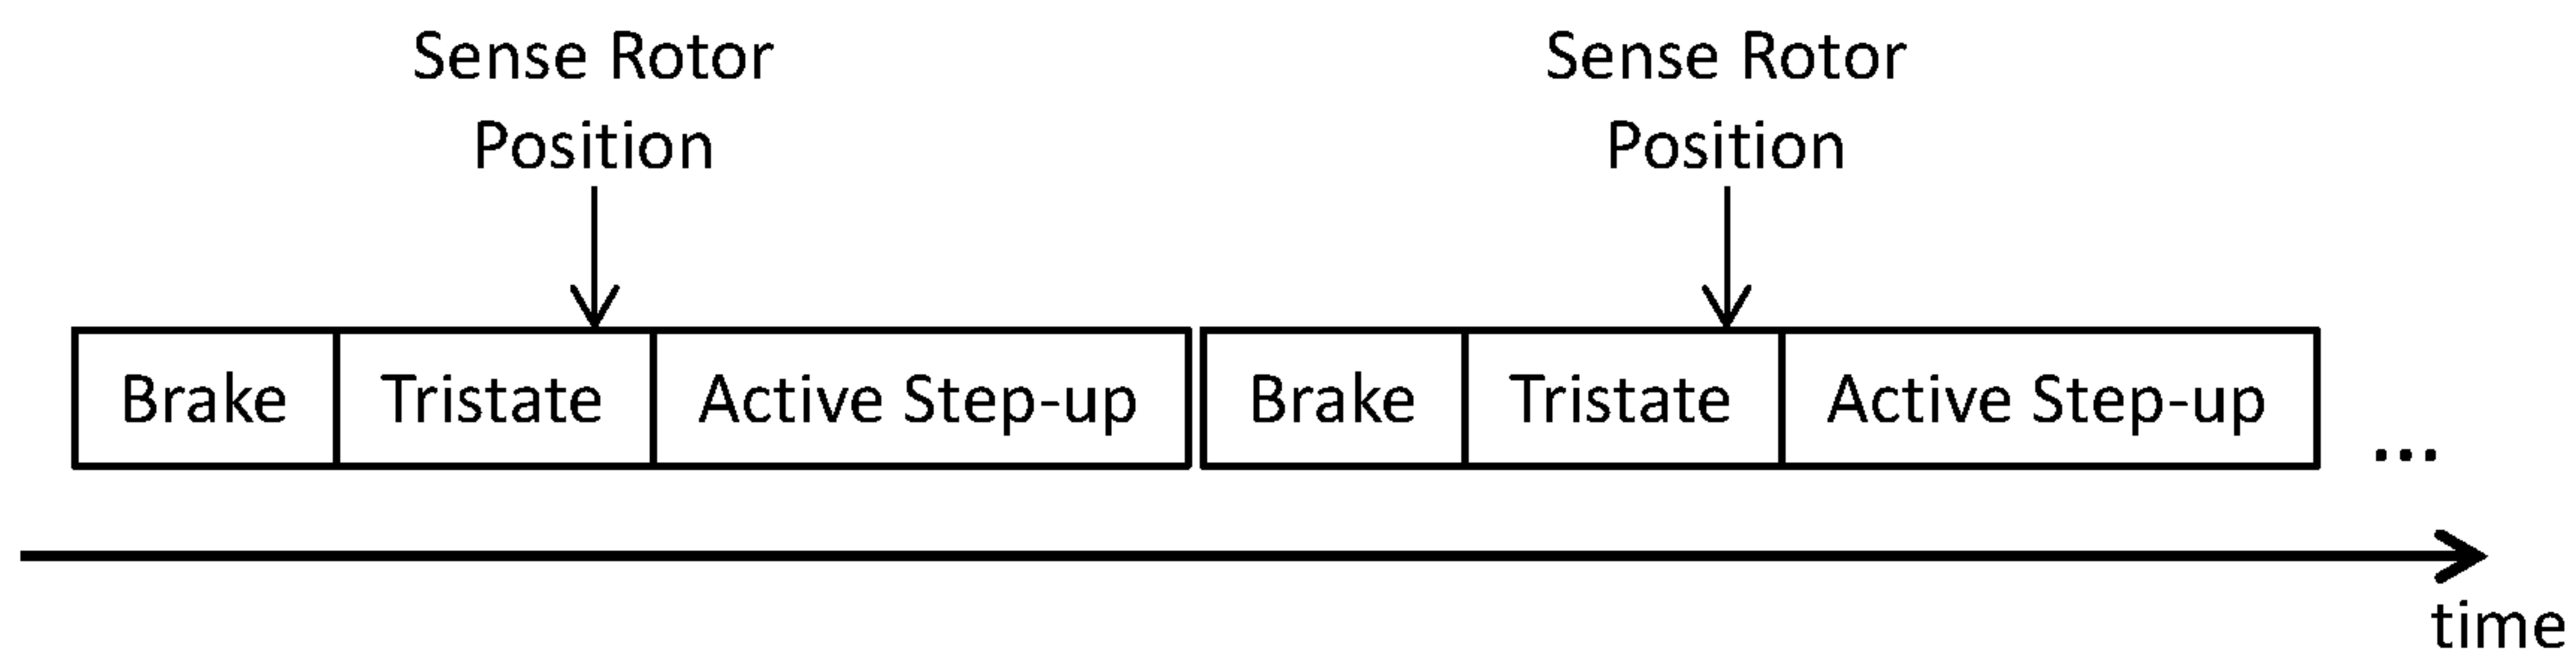 Sense Rotor
Position
Sense Rotor
Position
Brake Tristate Active Step-up Brake Tristate Active Step-up ...
time